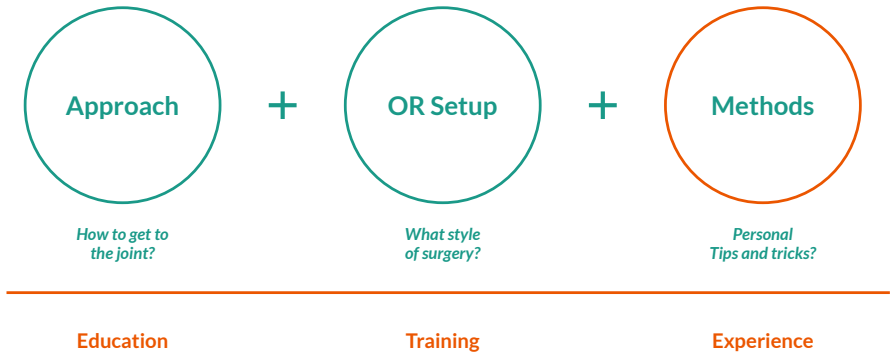 Approach + OR Setup + Methods
How to get to
the joint?
What style
of surgery?
Personal
Tips and tricks?
Education
Training
Experience